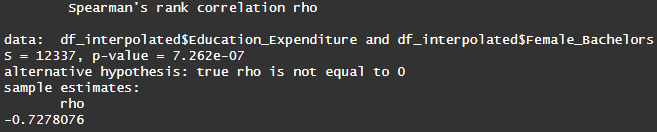 Spearman's rank correlation rho
data:  df_interpolated$Education_Expenditure and df_interpolated$Female_Bachelors
S = 12337, p-value = 7.262e-07
alternative hypothesis: true rho is not equal to 0
sample estimates:
rho
-0.7278076